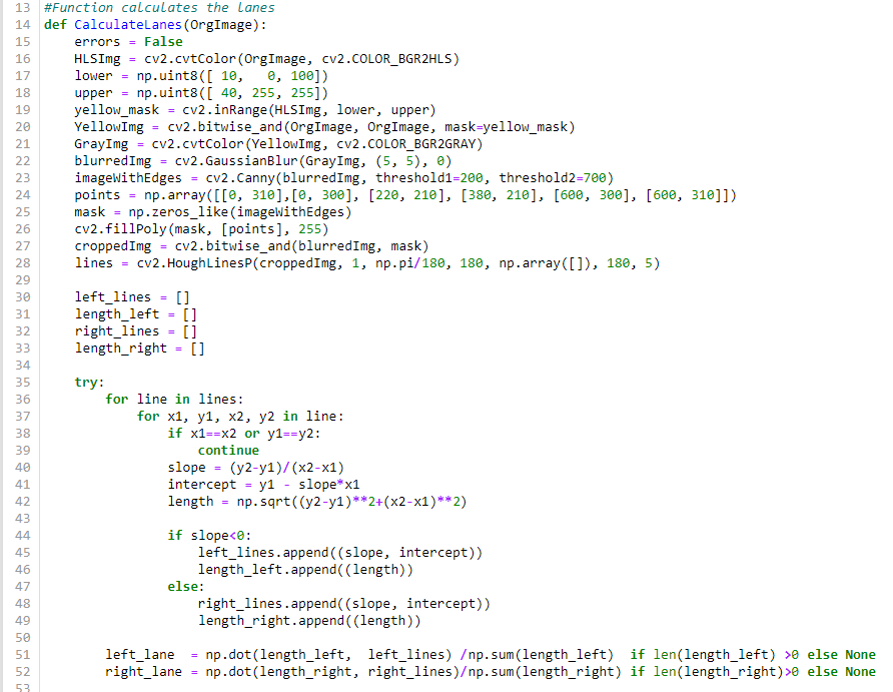 13 #Function calculates the lanes
14 def CalculateLanes(OrgImage):
15     errors = False
16     HLSImg = cv2.cvtColor(OrgImage, cv2.COLOR_BGR2HLS)
17     lower = np.uint8([ 10,   0, 100])
18     upper = np.uint8([ 40, 255, 255])
19     yellow_mask = cv2.inRange(HLSImg, lower, upper)
20     YellowImg = cv2.bitwise_and(OrgImage, OrgImage, mask=yellow_mask)
21     GrayImg = cv2.cvtColor(YellowImg, cv2.COLOR_BGR2GRAY)
22     blurredImg = cv2.GaussianBlur(GrayImg, (5, 5), 0)
23     imageWithEdges = cv2.Canny(blurredImg, threshold1=200, threshold2=700)
24     points = np.array([[0, 310],[0, 300], [220, 210], [380, 210], [600, 300], [600, 310]])
25     mask = np.zeros_like(imageWithEdges)
26     cv2.fillPoly(mask, [points], 255)
27     croppedImg = cv2.bitwise_and(blurredImg, mask)
28     lines = cv2.HoughLinesP(croppedImg, 1, np.pi/180, 180, np.array([]), 180, 5)
29
30     left_lines = []
31     length_left = []
32     right_lines = []
33     length_right = []
34
35     try:
36         for line in lines:
37             for x1, y1, x2, y2 in line:
38                 if x1==x2 or y1==y2:
39                     continue
40                 slope = (y2-y1)/(x2-x1)
41                 intercept = y1 - slope*x1
42                 length = np.sqrt((y2-y1)**2+(x2-x1)**2)
43
44                 if slope<0:
45                     left_lines.append((slope, intercept))
46                     length_left.append((length))
47                 else:
48                     right_lines.append((slope, intercept))
49                     length_right.append((length))
50
51         left_lane  = np.dot(length_left,  left_lines) /np.sum(length_left)  if len(length_left) >0 else None
52         right_lane = np.dot(length_right, right_lines)/np.sum(length_right) if len(length_right)>0 else None
53